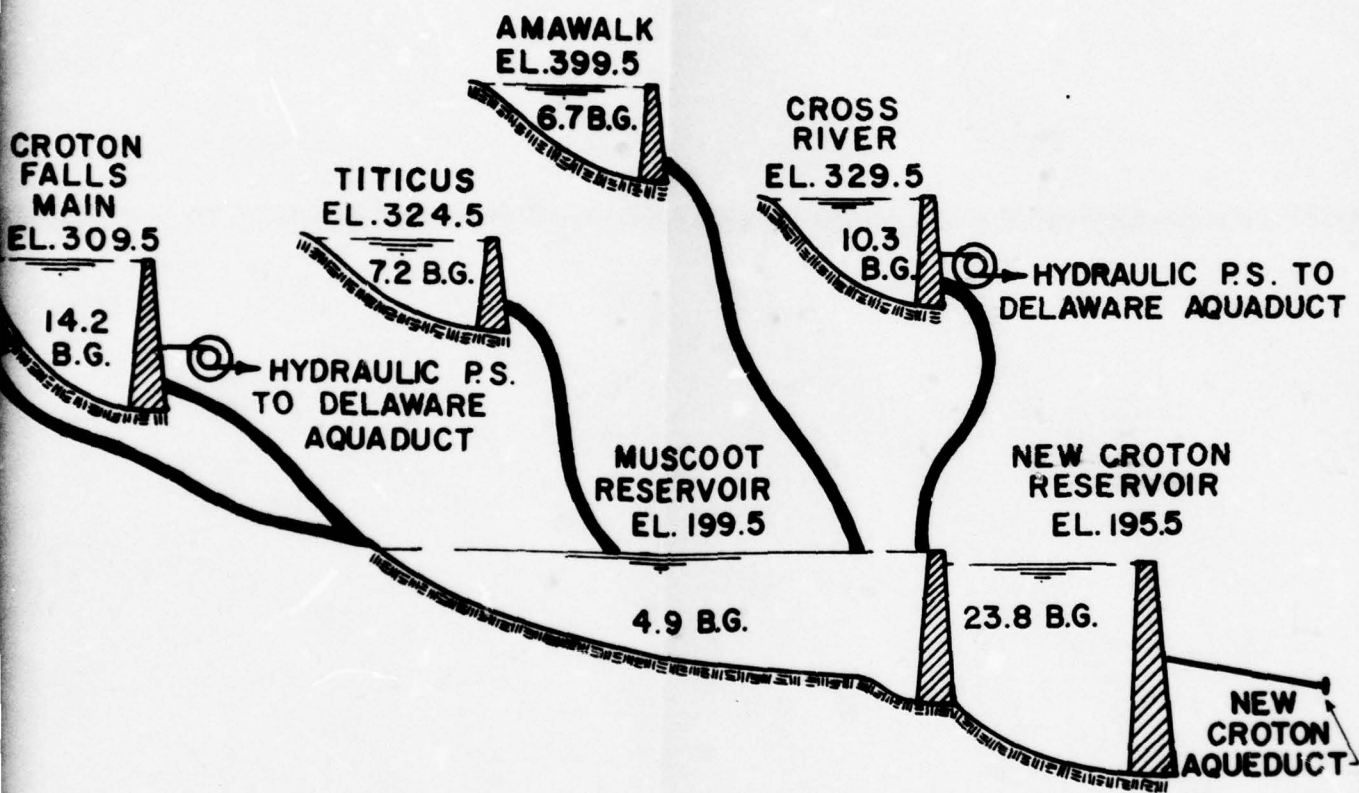 AMAWALK
EL.399.5
6.7 B.G.
CROSS
RIVER
EL. 329.5
10.3
B.G.
HYDRAULIC P.S. TO
DELAWARE AQUADUCT
CROTON
FALLS
MAIN
EL.309.5
14.2
B.G.
HYDRAULIC P.S.
TO DELAWARE
AQUADUCT
TITICUS
EL.324.5
7.2 B.G.
MUSCOOT
RESERVOIR
EL. 199.5
4.9 B.G.
NEW CROTON
RESERVOIR
EL. 195.5
23.8 B.G.
NEW
CROTON
AQUEDUCT